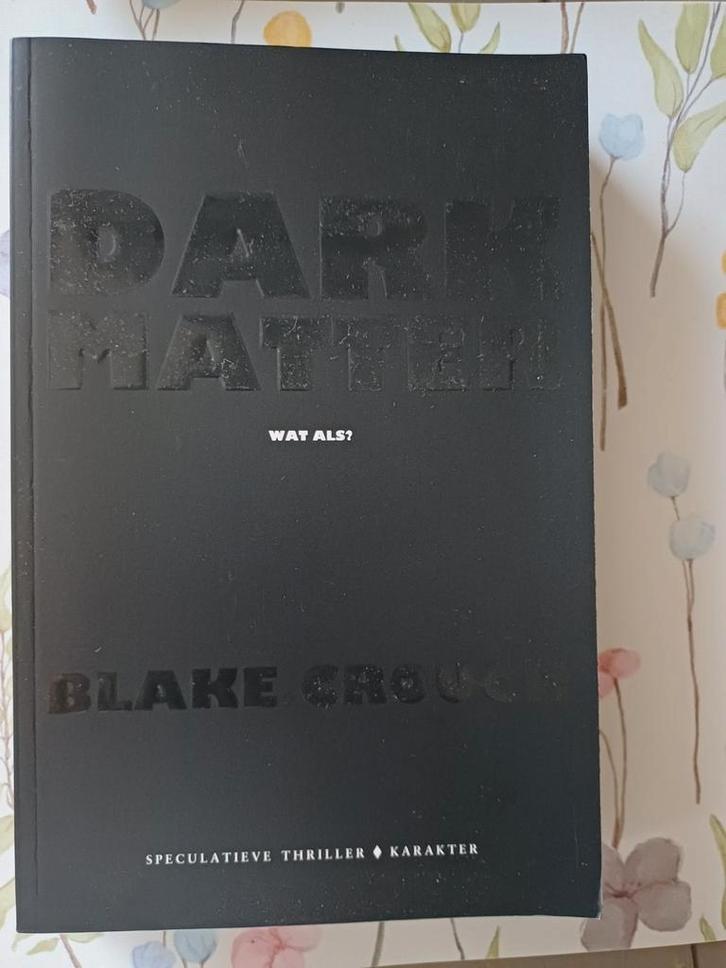 DARK
MATTER
WAT ALS?
BLAKE CROUCH
SPECULATIEVE THRILLER ♦ KARAKTER